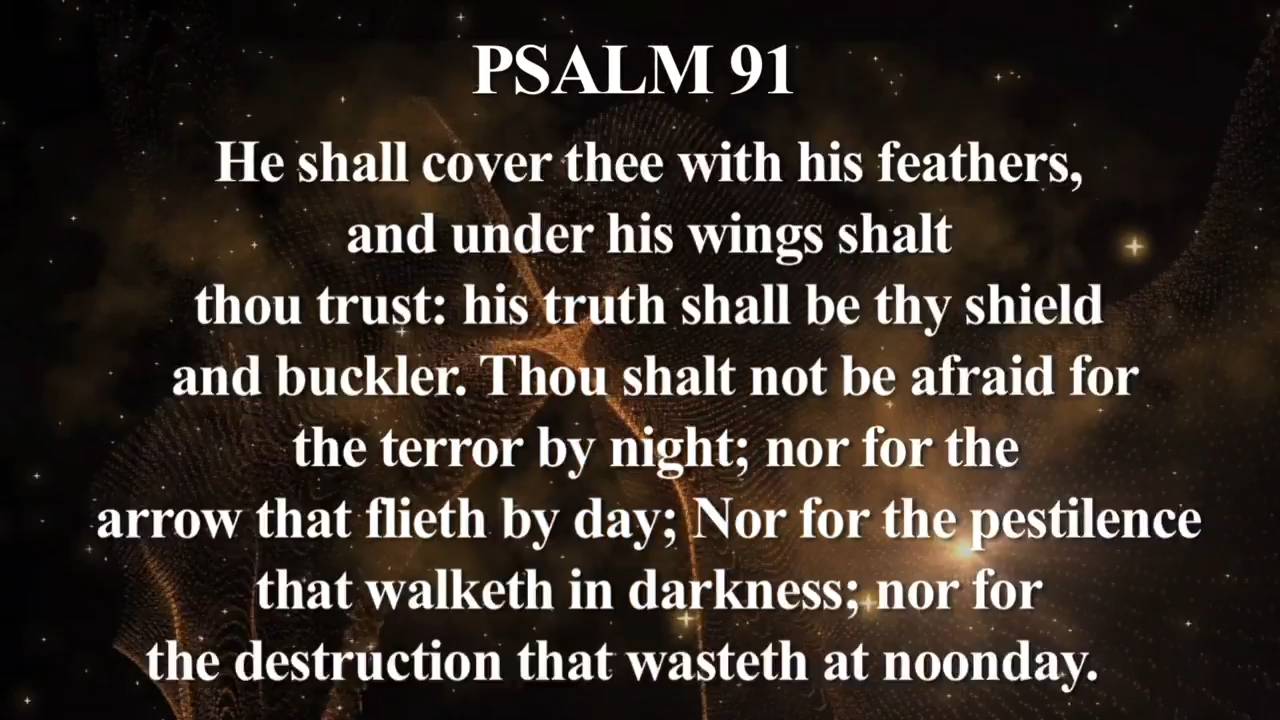 PSALM 91
He shall cover thee with his feathers,
and under his wings shalt
thou trust: his truth shall be thy shield
and buckler. Thou shalt not be afraid for
the terror by night; nor for the
arrow that flieth by day; Nor for the pestilence
that walketh in darkness; nor for
the destruction that wasteth at noonday.